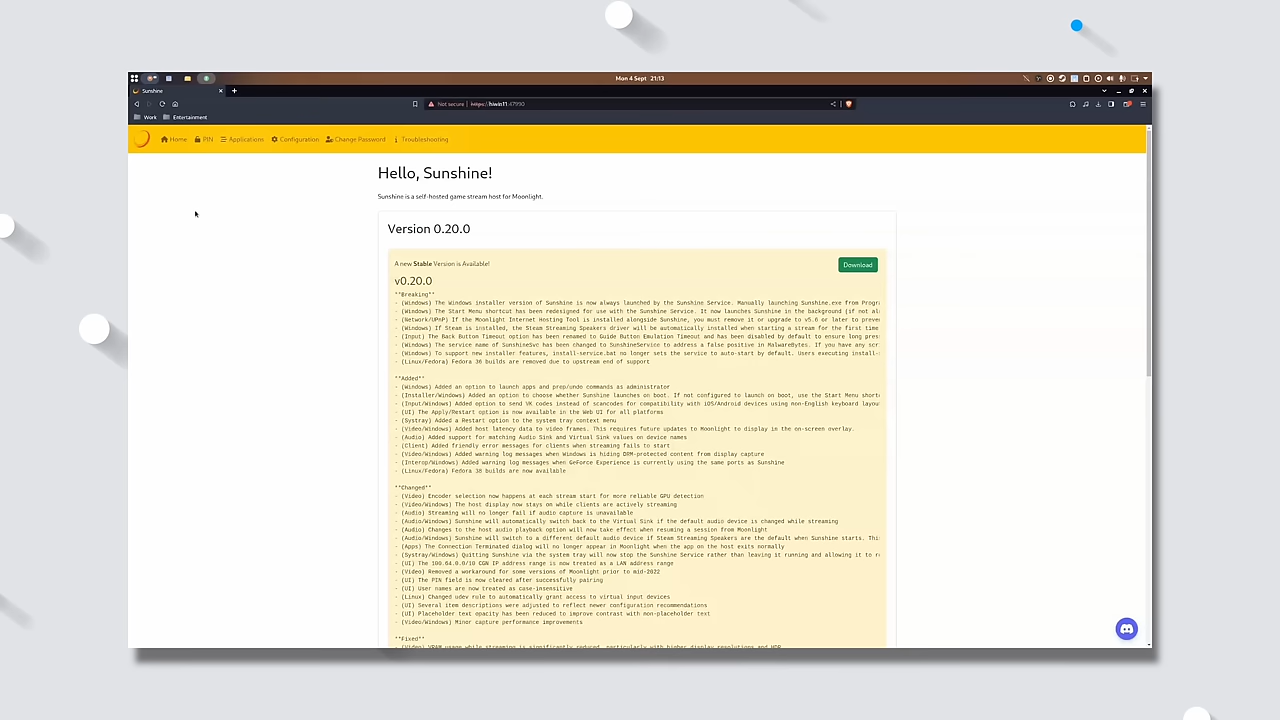 Mon 4 Sept 21:13
Sunshine
Not secure | https://hiwin11:47990
Work Entertainment
Home PIN Applications Configuration Change Password Troubleshooting
Hello, Sunshine!
Sunshine is a self-hosted game stream host for Moonlight.
Version 0.20.0
A new Stable Version is Available!
Download
v0.20.0
**Breaking**
- (Windows) The Windows installer version of Sunshine is now always launched by the Sunshine Service. Manually launching Sunshine.exe from Progr
- (Windows) The Start Menu shortcut has been redesigned for use with the Sunshine Service. It now launches Sunshine in the background (if not al
- (Network/UPnP) If the Moonlight Internet Hosting Tool is installed alongside Sunshine, you must remove it or upgrade to v5.6 or later to preve
- (Windows) If Steam is installed, the Steam Streaming Speakers driver will be automatically installed when starting a stream for the first time
- (Input) The Back Button Timeout option has been renamed to Guide Button Emulation Timeout and has been disabled by default to ensure long pres
- (Windows) The service name of SunshineSvc has been changed to SunshineService to address a false positive in MalwareBytes. If you have any scr
- (Windows) To support new installer features, install-service.bat no longer sets the service to auto-start by default. Users executing install-
- (Linux/Fedora) Fedora 36 builds are removed due to upstream end of support
**Added**
- (Windows) Added an option to launch apps and prep/undo commands as administrator
- (Installer/Windows) Added an option to choose whether Sunshine launches on boot. If not configured to launch on boot, use the Start Menu short
- (Input/Windows) Added option to send VK codes instead of scancodes for compatibility with iOS/Android devices using non-English keyboard layou
- (UI) The Apply/Restart option is now available in the Web UI for all platforms
- (Systray) Added a Restart option to the system tray context menu
- (Video/Windows) Added host latency data to video frames. This requires future updates to Moonlight to display in the on-screen overlay.
- (Audio) Added support for matching Audio Sink and Virtual Sink values on device names
- (Client) Added friendly error messages for clients when streaming fails to start
- (Video/Windows) Added warning log messages when Windows is hiding DRM-protected content from display capture
- (Interop/Windows) Added warning log messages when GeForce Experience is currently using the same ports as Sunshine
- (Linux/Fedora) Fedora 38 builds are now available
**Changed**
- (Video) Encoder selection now happens at each stream start for more reliable GPU detection
- (Video/Windows) The host display now stays on while clients are actively streaming
- (Audio) Streaming will no longer fail if audio capture is unavailable
- (Audio/Windows) Sunshine will automatically switch back to the Virtual Sink if the default audio device is changed while streaming
- (Audio) Changes to the host audio playback option will now take effect when resuming a session from Moonlight
- (Audio/Windows) Sunshine will switch to a different default audio device if Steam Streaming Speakers are the default when Sunshine starts. Thi
- (Apps) The Connection Terminated dialog will no longer appear in Moonlight when the app on the host exits normally
- (Systray/Windows) Quitting Sunshine via the system tray will now stop the Sunshine Service rather than leaving it running and allowing it to r
- (UI) The 100.64.0.0/10 CGN IP address range is now treated as a LAN address range
- (Video) Removed a workaround for some versions of Moonlight prior to mid-2022
- (UI) The PIN field is now cleared after successfully pairing
- (UI) User names are now treated as case-insensitive
- (Linux) Changed udev rule to automatically grant access to virtual input devices
- (UI) Several item descriptions were adjusted to reflect newer configuration recommendations
- (UI) Placeholder text opacity has been reduced to improve contrast with non-placeholder text
- (Video/Windows) Minor capture performance improvements
**Fixed**
- (Video) VRAM usage while streaming is significantly reduced, particularly with higher display resolutions and HDR